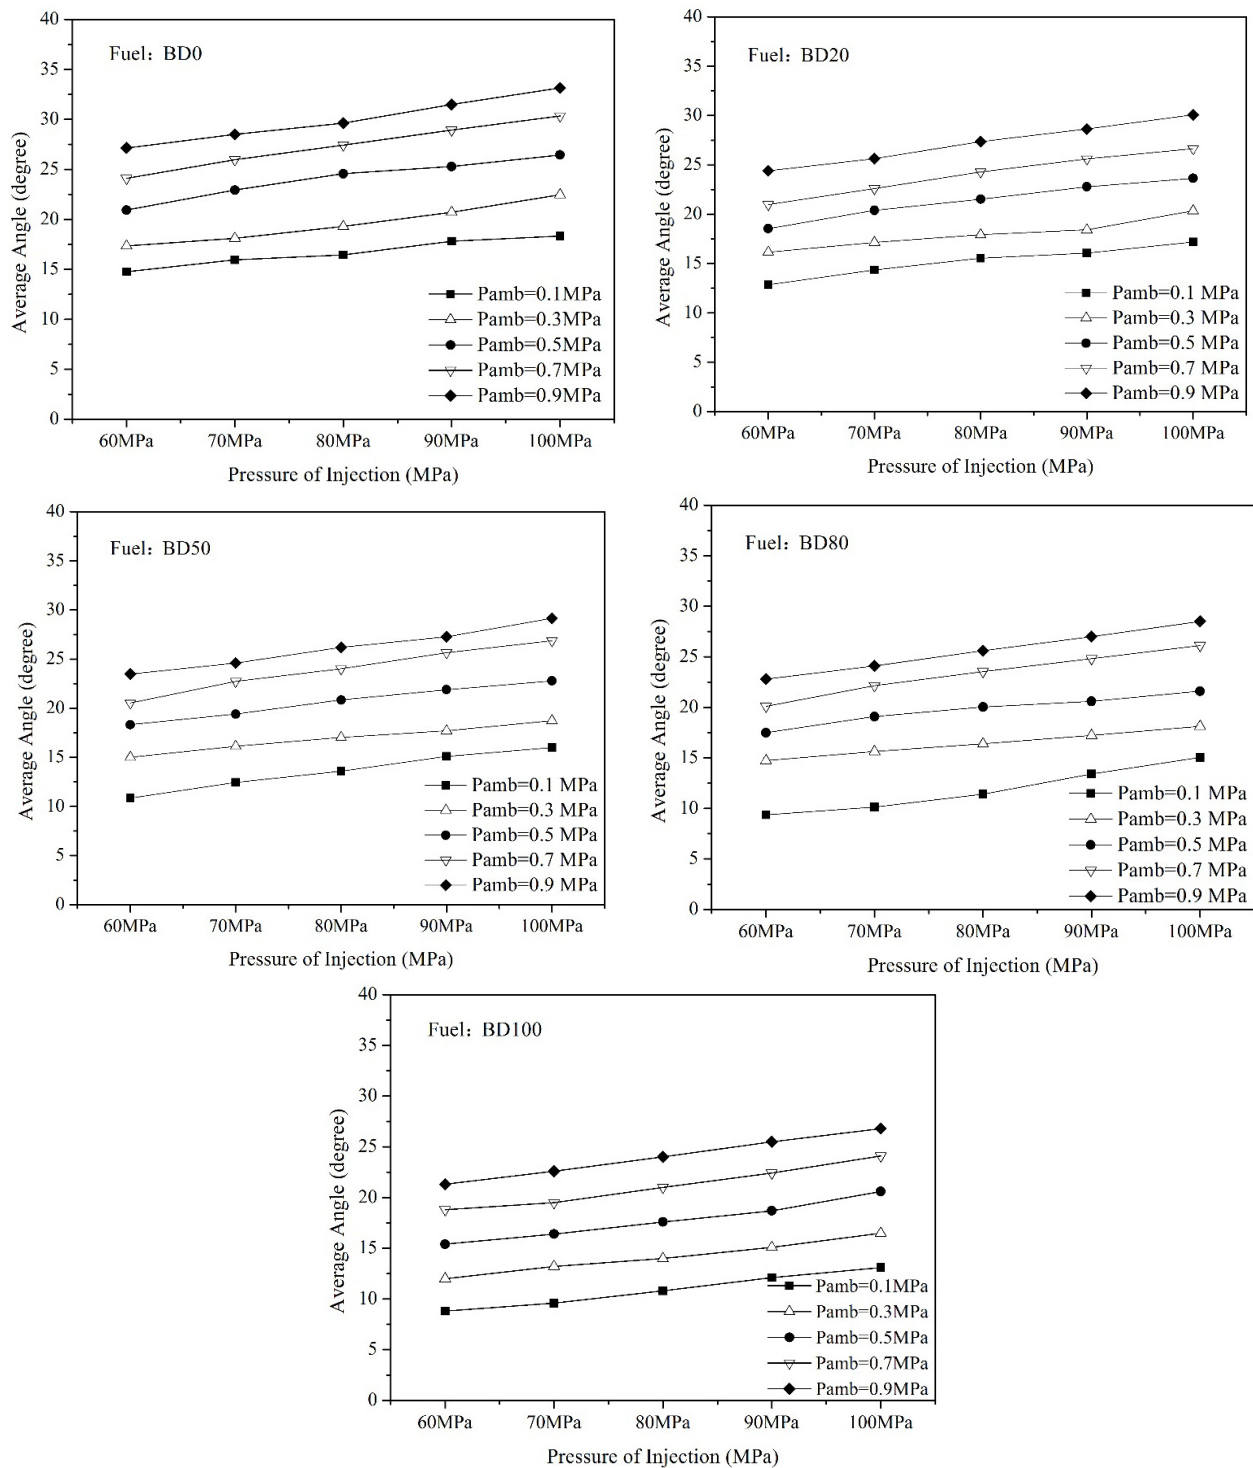 Fuel: BD0
Average Angle (degree)
40
35
30
25
20
15
10
5
0
Pamb=0.1MPa
Pamb=0.3MPa
Pamb=0.5MPa
Pamb=0.7MPa
Pamb=0.9MPa
60MPa 70MPa 80MPa 90MPa 100MPa
Pressure of Injection (MPa)
Fuel: BD20
Average Angle (degree)
40
35
30
25
20
15
10
5
0
Pamb=0.1 MPa
Pamb=0.3 MPa
Pamb=0.5 MPa
Pamb=0.7 MPa
Pamb=0.9 MPa
60MPa 70MPa 80MPa 90MPa 100MPa
Pressure of Injection (MPa)
Fuel: BD50
Average Angle (degree)
40
35
30
25
20
15
10
5
0
Pamb=0.1 MPa
Pamb=0.3 MPa
Pamb=0.5 MPa
Pamb=0.7 MPa
Pamb=0.9 MPa
60MPa 70MPa 80MPa 90MPa 100MPa
Pressure of Injection (MPa)
Fuel: BD80
Average Angle (degree)
40
35
30
25
20
15
10
5
0
Pamb=0.1 MPa
Pamb=0.3 MPa
Pamb=0.5 MPa
Pamb=0.7 MPa
Pamb=0.9 MPa
60MPa 70MPa 80MPa 90MPa 100MPa
Pressure of Injection (MPa)
Fuel: BD100
Average Angle (degree)
40
35
30
25
20
15
10
5
0
Pamb=0.1MPa
Pamb=0.3MPa
Pamb=0.5MPa
Pamb=0.7MPa
Pamb=0.9MPa
60MPa 70MPa 80MPa 90MPa 100MPa
Pressure of Injection (MPa)